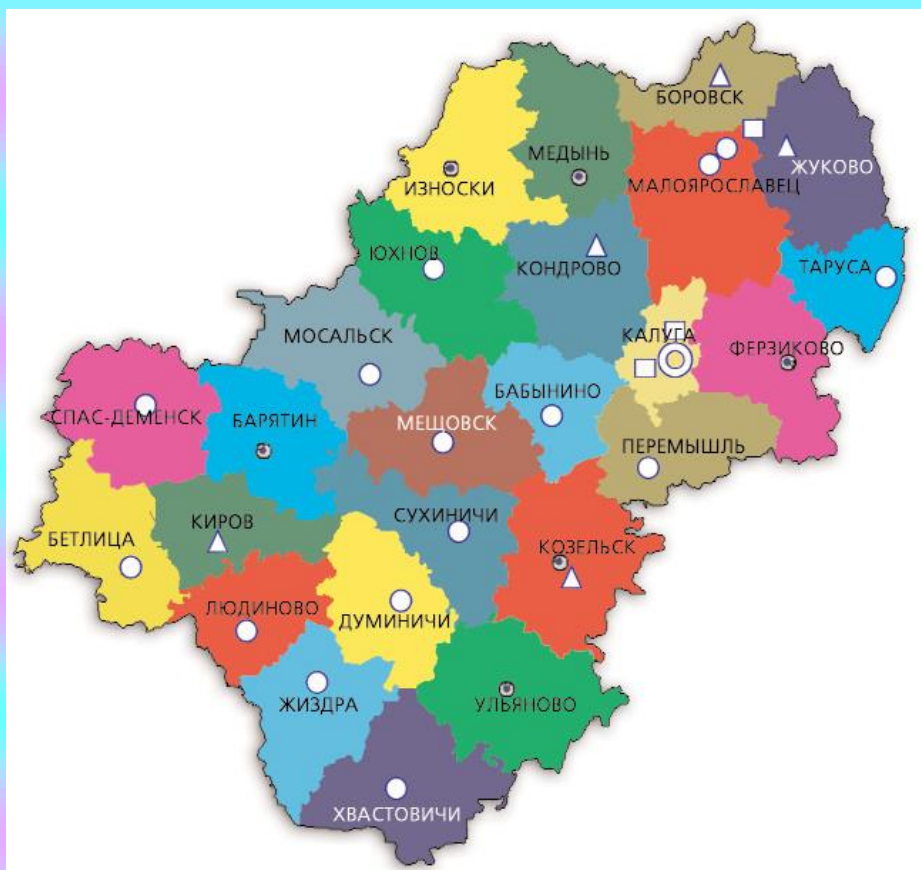 БОРОВСК
МЕДЫНЬ
ЖУКОВО
ИЗНОСКИ
МАЛОЯРОСЛАВЕЦ
ЮХНОВ
КОНДРОВО
ТАРУСА
МОСАЛЬСК
КАЛУГА
ФЕРЗИКОВО
БАБЫНИНО
СПАС-ДЕМЕНСК
БАРЯТИН
МЕЩОВСК
ПЕРЕМЫШЛЬ
КИРОВ
СУХИНИЧИ
БЕТЛИЦА
КОЗЕЛЬСК
ЛЮДИНОВО
ДУМИНИЧИ
ЖИЗДРА
УЛЬЯНОВО
ХВАСТОВИЧИ